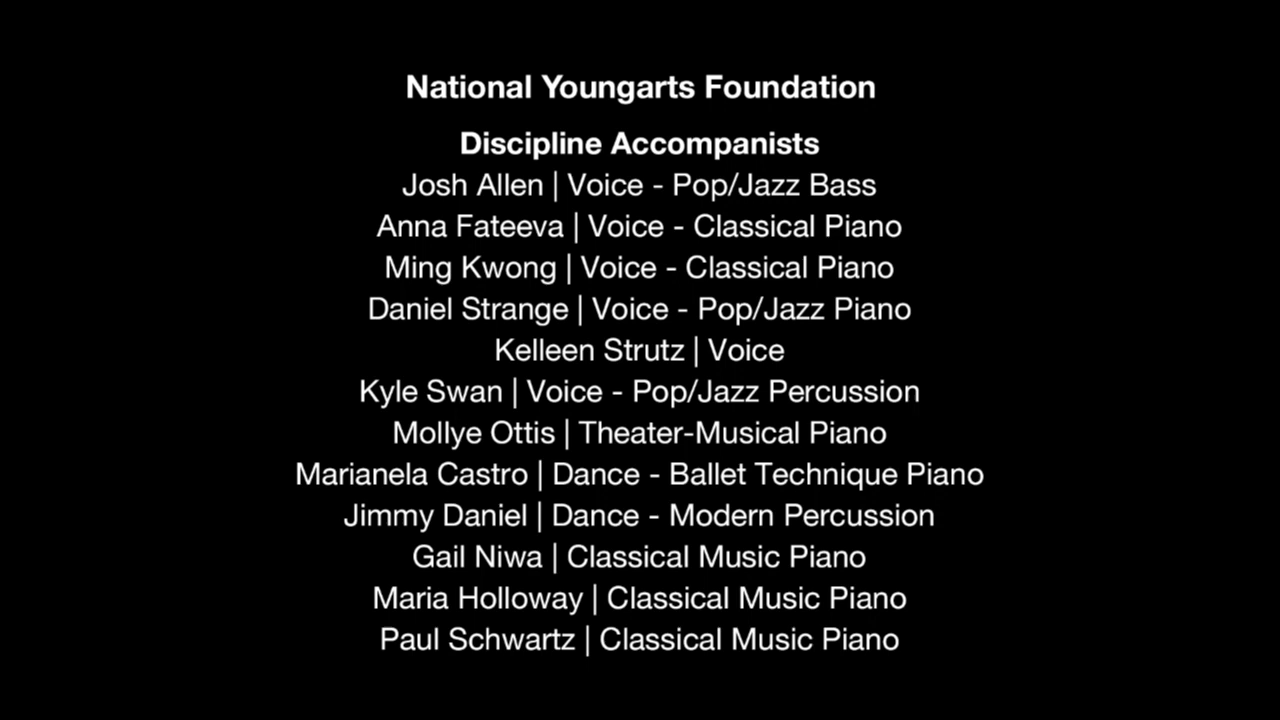 National Youngarts Foundation
Discipline Accompanists
Josh Allen | Voice - Pop/Jazz Bass
Anna Fateeva | Voice - Classical Piano
Ming Kwong | Voice - Classical Piano
Daniel Strange | Voice - Pop/Jazz Piano
Kelleen Strutz | Voice
Kyle Swan | Voice - Pop/Jazz Percussion
Mollye Ottis | Theater-Musical Piano
Marianela Castro | Dance - Ballet Technique Piano
Jimmy Daniel | Dance - Modern Percussion
Gail Niwa | Classical Music Piano
Maria Holloway | Classical Music Piano
Paul Schwartz | Classical Music Piano